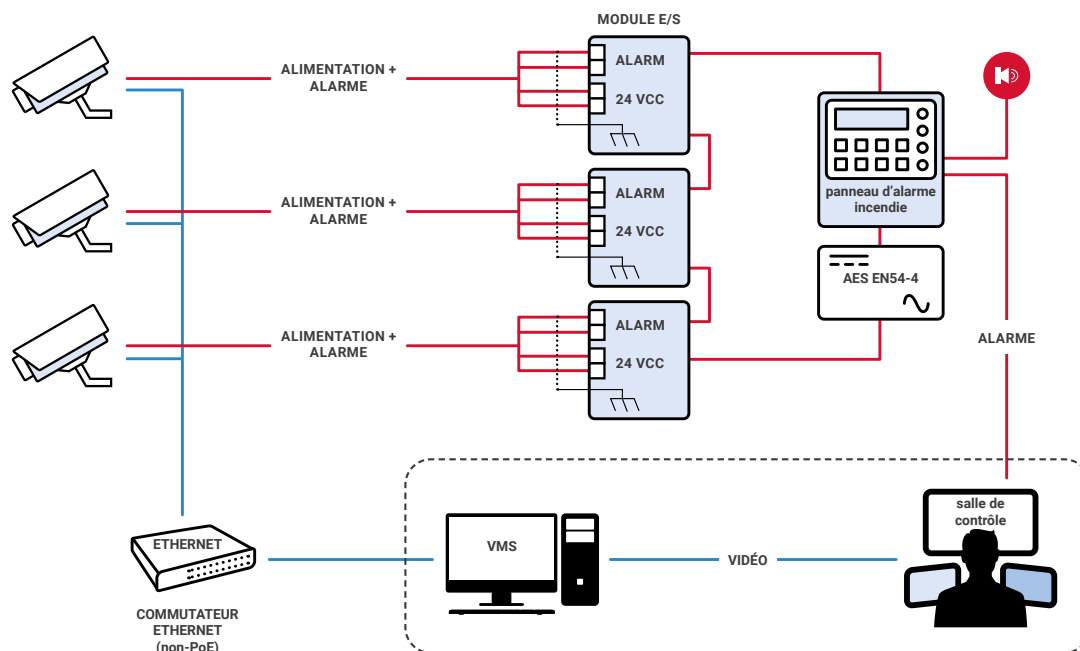 MODULE E/S
ALIMENTATION +
ALARME
ALARM
24 VCC
ALIMENTATION +
ALARME
ALARM
24 VCC
ALIMENTATION +
ALARME
ALARM
24 VCC
panneau d’alarme
incendie
AES EN54-4
ALARME
ETHERNET
COMMUTATEUR
ETHERNET
(non-PoE)
VMS
VIDÉO
salle de
contrôle